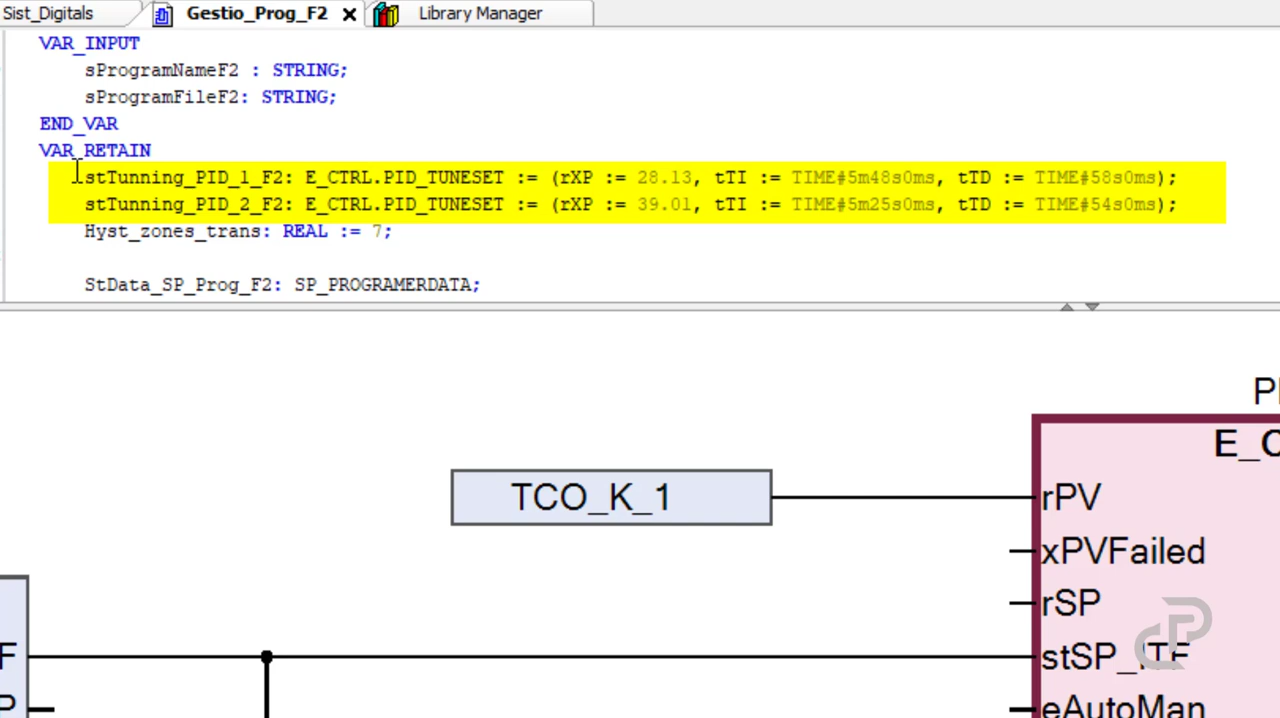 Sist_Digitals
Gestio_Prog_F2
Library Manager
VAR_INPUT
sProgramNameF2 : STRING;
sProgramFileF2: STRING;
END_VAR
VAR_RETAIN
stTunning_PID_1_F2: E_CTRL.PID_TUNESET := (rXP := 28.13, tTI := TIME#5m48s0ms, tTD := TIME#58s0ms);
stTunning_PID_2_F2: E_CTRL.PID_TUNESET := (rXP := 39.01, tTI := TIME#5m25s0ms, tTD := TIME#54s0ms);
Hyst_zones_trans: REAL := 7;
StData_SP_Prog_F2: SP_PROGRAMERDATA;
E_C
TCO_K_1
rPV
xPVFailed
rSP
F
stSP_ITF
P
eAutoMan